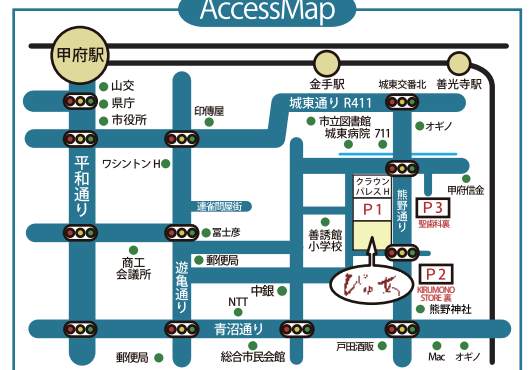 AccessMap
甲府駅
金手駅
城東交番北
善光寺駅
山交
県庁
市役所
印傳屋
城東通り R411
市立図書館
城東病院 711
オギノ
ワシントンH
平和通り
クラウン
パレス H
甲府信金
P1
熊野通り
P3
聖歯科裏
連雀問屋街
冨士彦
善誘館
小学校
商工
会議所
郵便局
遊亀通り
中銀
P2
KIRUMONO
STORE 裏
NTT
熊野神社
青沼通り
郵便局
総合市民会館
戸田酒販
Mac
オギノ